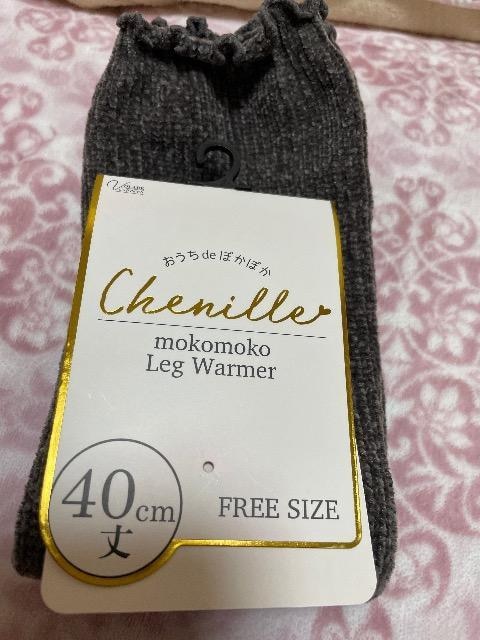 おうちdeぽかぽか
Chenille
mokomoko
Leg Warmer
40cm
丈
FREE SIZE